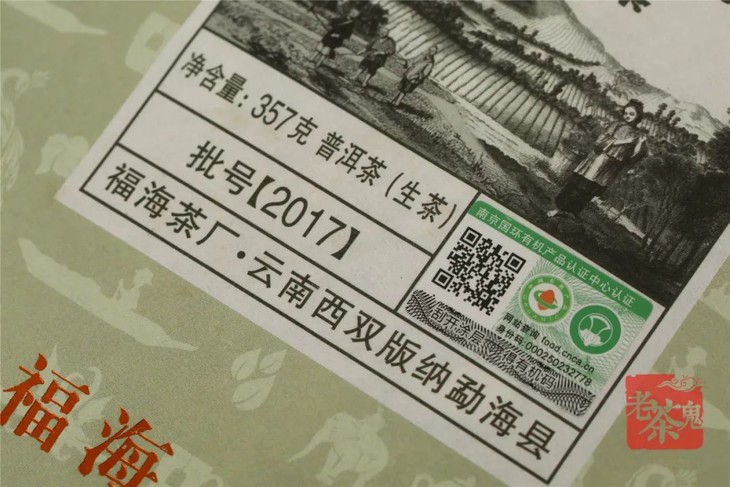 净含量：357克 普洱茶（生茶）
批号【2017】
福海茶厂·云南西双版纳勐海县
南京国环有机产品认证中心认证
网站查询 food.cnca.cn
身份码:000250232778
福海
老茶鬼